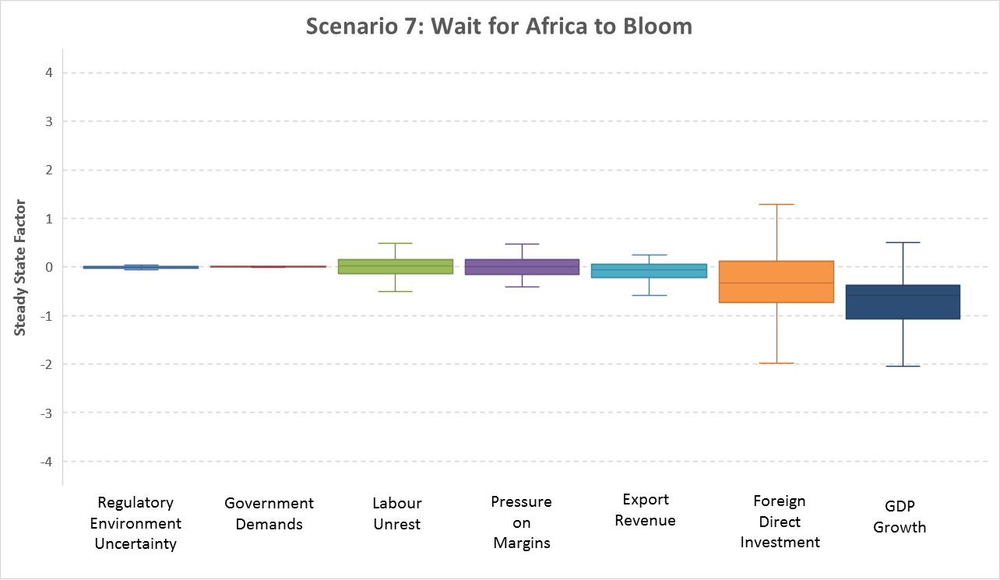 Scenario 7: Wait for Africa to Bloom
Steady State Factor
4
3
2
1
0
-1
-2
-3
-4
Regulatory
Environment
Uncertainty
Government
Demands
Labour
Unrest
Pressure
on
Margins
Export
Revenue
Foreign
Direct
Investment
GDP
Growth